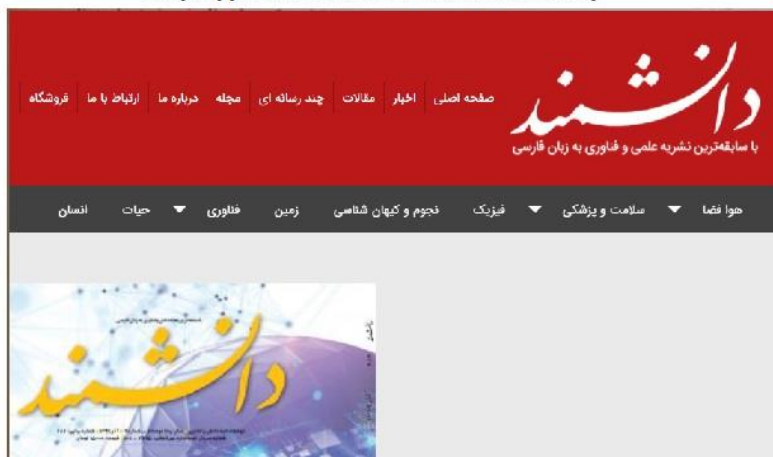 دانشمند
با سابقه‌ترین نشریه علمی و فناوری به زبان فارسی
صفحه اصلی اخبار مقالات چند رسانه ای مجله درباره ما ارتباط با ما فروشگاه
هوا فضا سلامت و پزشکی فیزیک نجوم و کیهان شناسی زمین فناوری حیات انسان
دانشمند